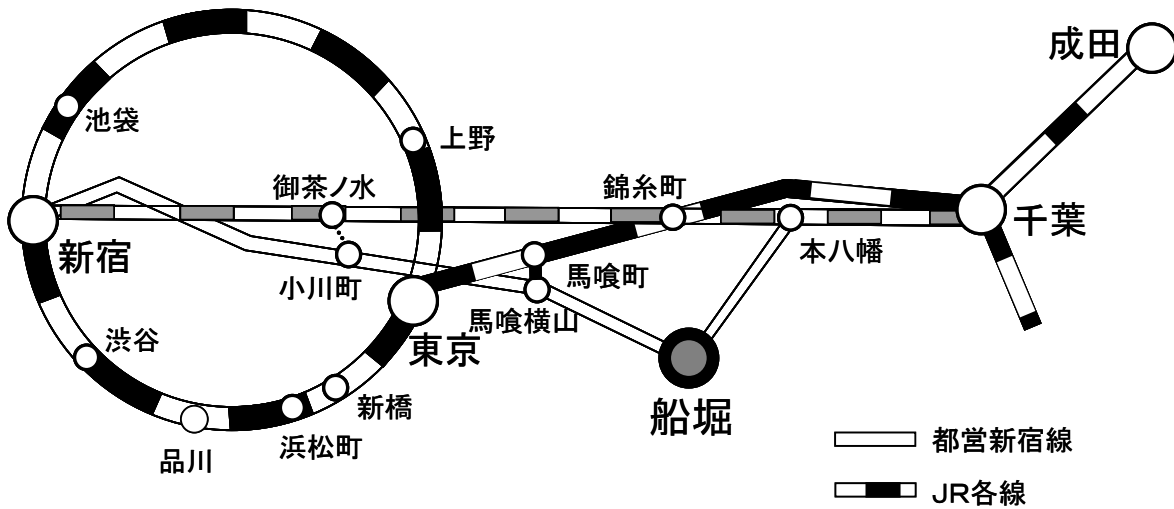 成田
池袋
上野
御茶ノ水
錦糸町
新宿
千葉
本八幡
小川町
馬喰町
馬喰横山
渋谷
東京
新橋
船堀
浜松町
品川
都営新宿線
JR各線